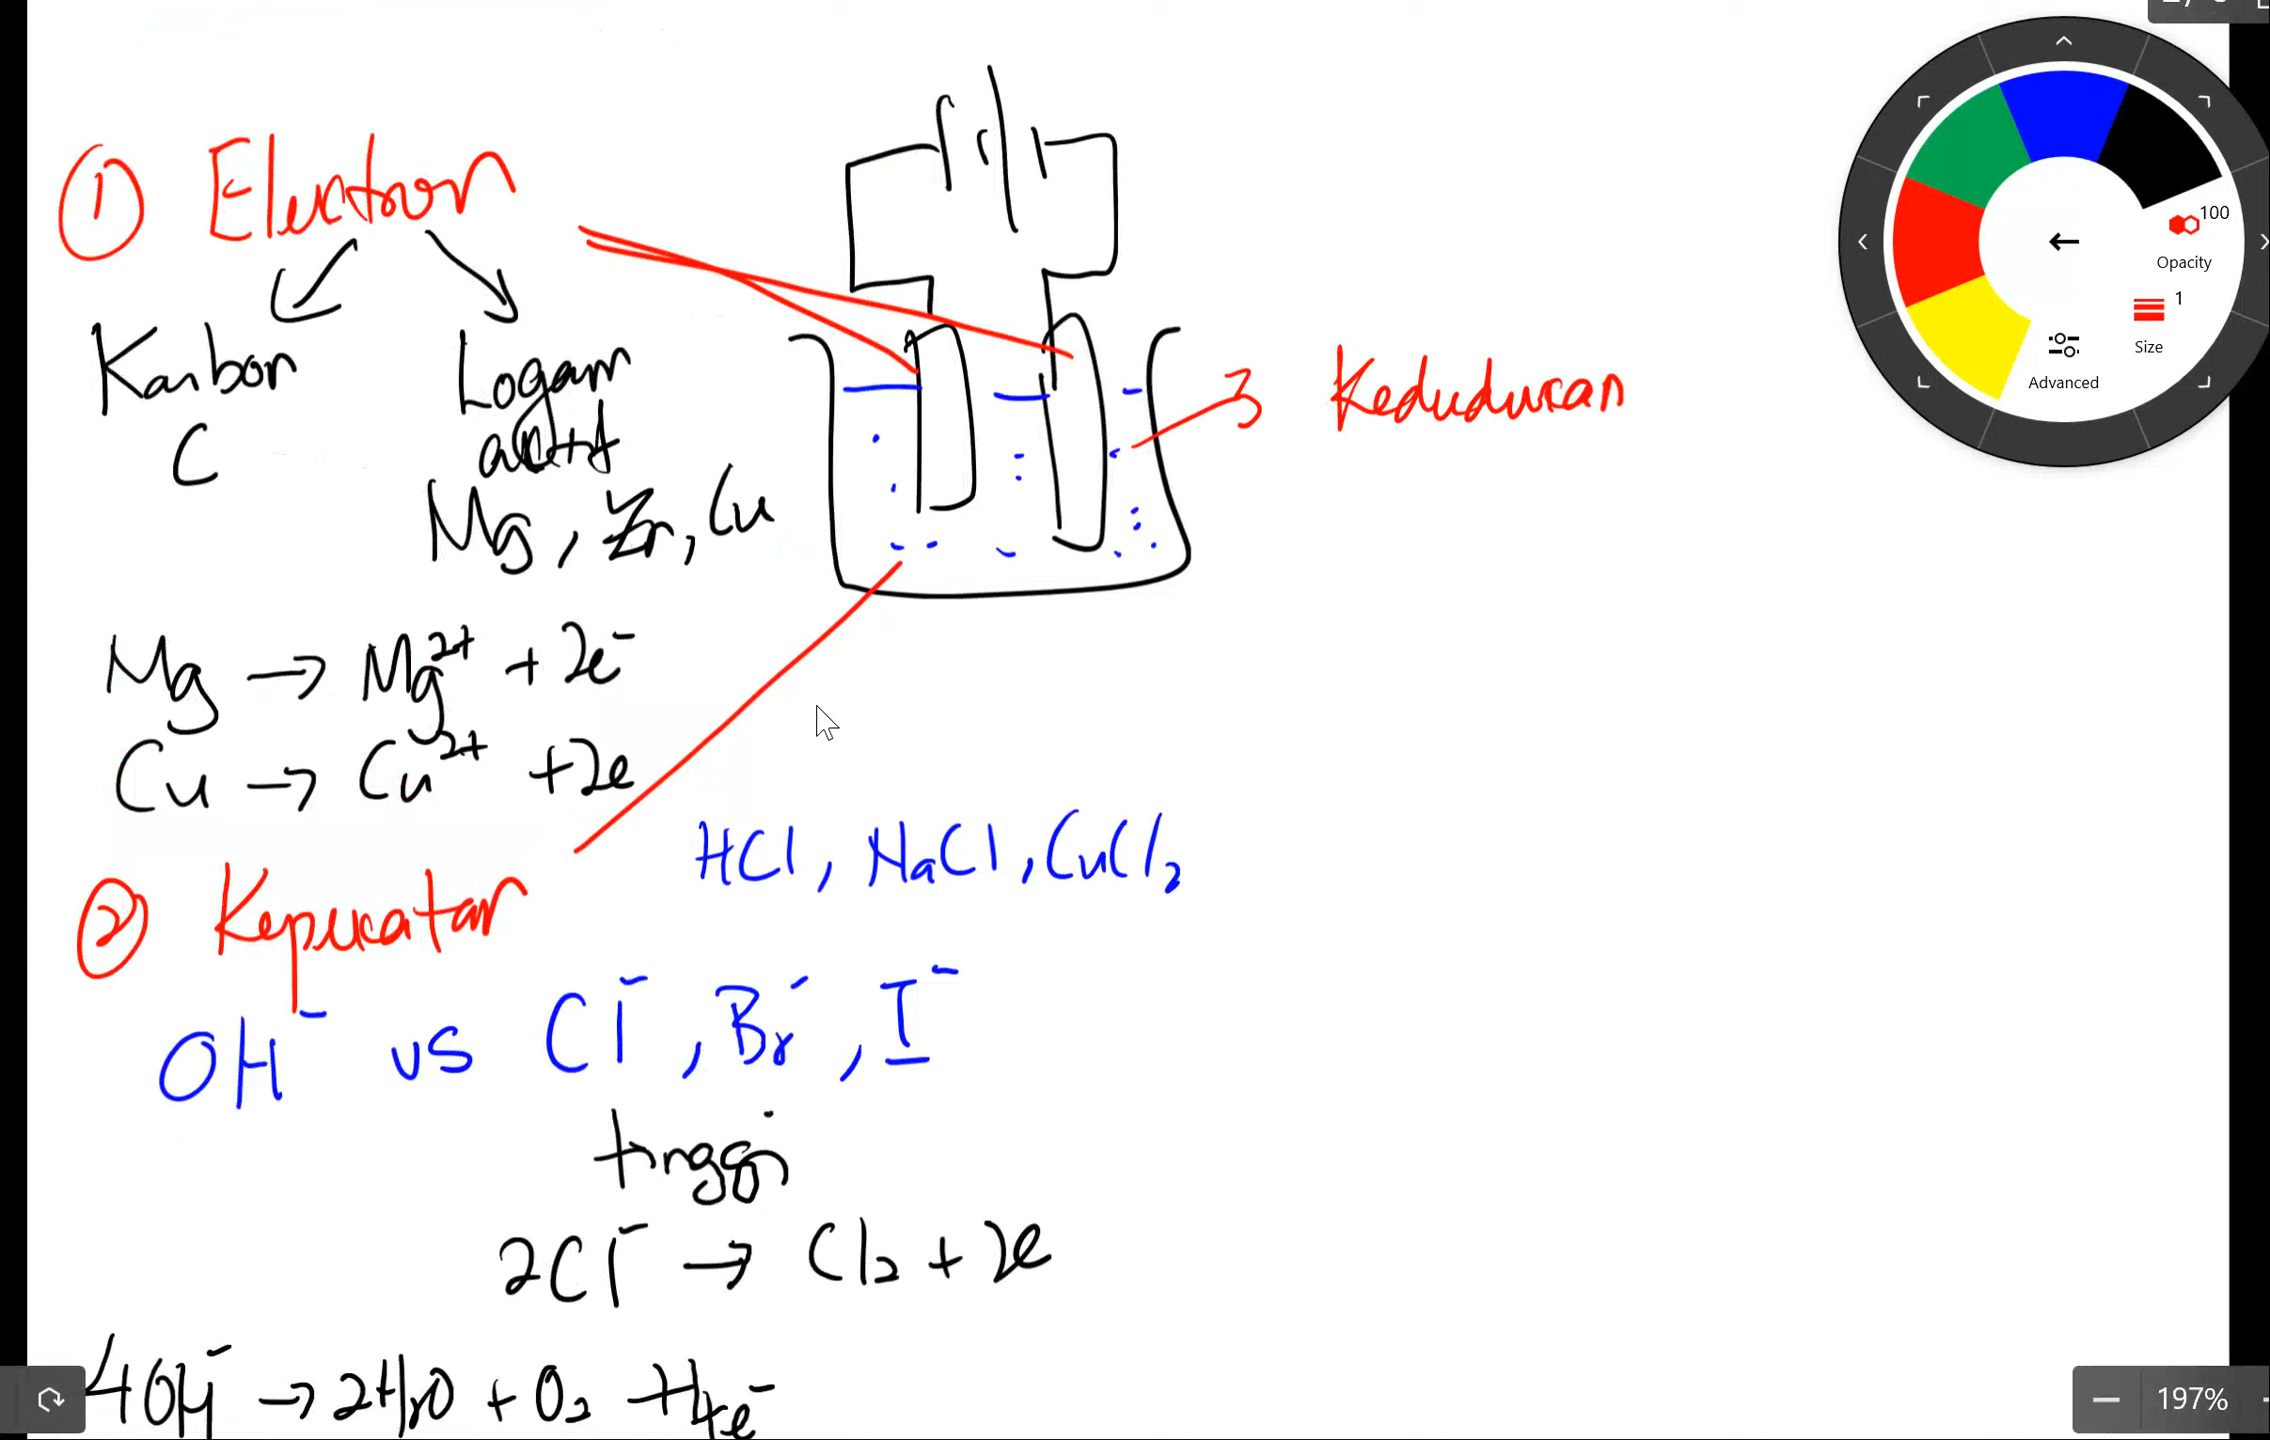 ① Electron
Karbon
C
Logam
aktif
Mg, Zn, Cu
3 Kedudukan
Mg → Mg²⁺ + 2e⁻
Cu → Cu²⁺ + 2e
② Kepekatan
HCl, NaCl, CuCl₂
OH⁻ vs Cl⁻, Br⁻, I⁻
tinggi
2Cl⁻ → Cl₂ + 2e
4OH⁻ → 2H₂O + O₂ + 4e⁻
100
Opacity
1
Size
Advanced
197%